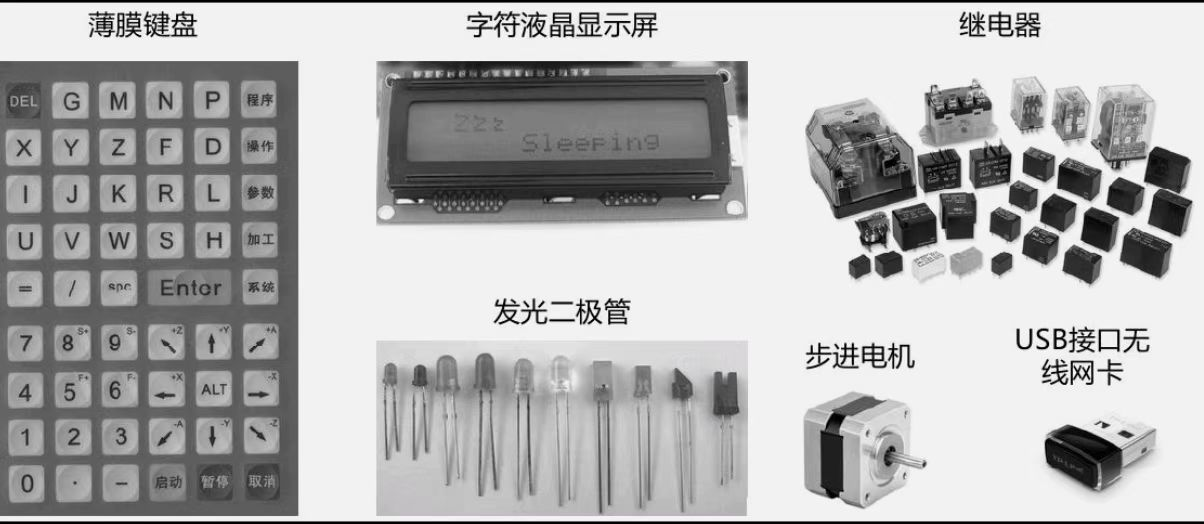 薄膜键盘
字符液晶显示屏
继电器
DEL G M N P 程序
X Y Z F D 操作
I J K R L 参数
U V W S H 加工
= / spc Enter 系统
7 8 S+ 9 S- +Z +Y +A
4 5 F+ 6 F- +X ALT -X
1 2 3 -A -Y -Z
0 · − 启动 暂停 取消
Zzz
Sleeping
发光二极管
步进电机
USB接口无
线网卡
TP-LINK